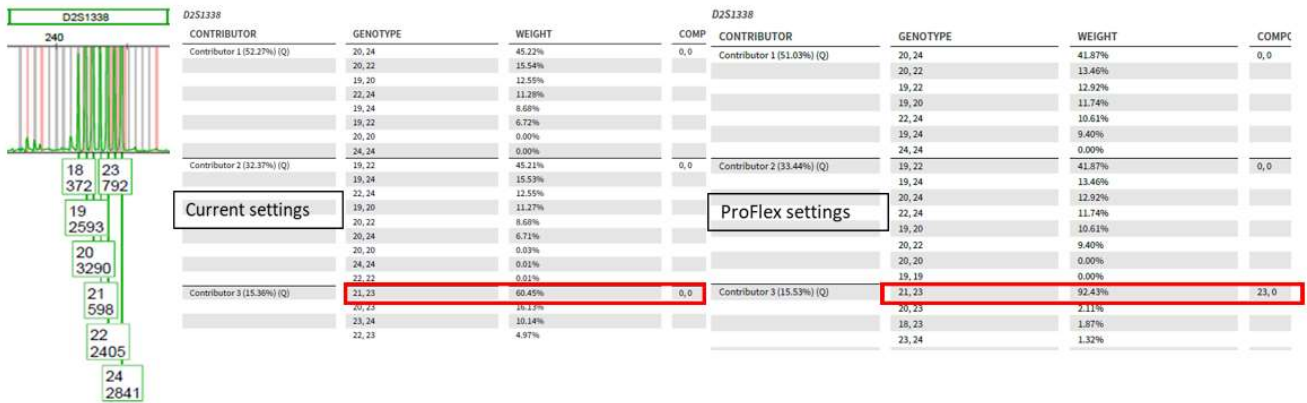 D2S1338
240
18
372
23
792
19
2593
20
3290
21
598
22
2405
24
2841
D2S1338
CONTRIBUTOR GENOTYPE WEIGHT COMP
Contributor 1 (52.27%) (Q) 20, 24 45.22% 0, 0
20, 22 15.54%
19, 20 12.55%
22, 24 11.28%
19, 24 8.68%
19, 22 6.72%
20, 20 0.00%
24, 24 0.00%
Contributor 2 (32.37%) (Q) 19, 22 45.21% 0, 0
19, 24 15.53%
22, 24 12.55%
19, 20 11.27%
20, 22 8.68%
20, 24 6.71%
20, 20 0.03%
24, 24 0.01%
22, 22 0.01%
Contributor 3 (15.36%) (Q) 21, 23 60.45% 0, 0
20, 23 16.13%
23, 24 10.14%
22, 23 4.97%
Current settings
D2S1338
CONTRIBUTOR GENOTYPE WEIGHT COMPC
Contributor 1 (51.03%) (Q) 20, 24 41.87% 0, 0
20, 22 13.46%
19, 22 12.92%
19, 20 11.74%
22, 24 10.61%
19, 24 9.40%
24, 24 0.00%
Contributor 2 (33.44%) (Q) 19, 22 41.87% 0, 0
19, 24 13.46%
20, 24 12.92%
22, 24 11.74%
19, 20 10.61%
20, 22 9.40%
20, 20 0.00%
19, 19 0.00%
Contributor 3 (15.53%) (Q) 21, 23 92.43% 23, 0
20, 23 2.11%
18, 23 1.87%
23, 24 1.32%
ProFlex settings